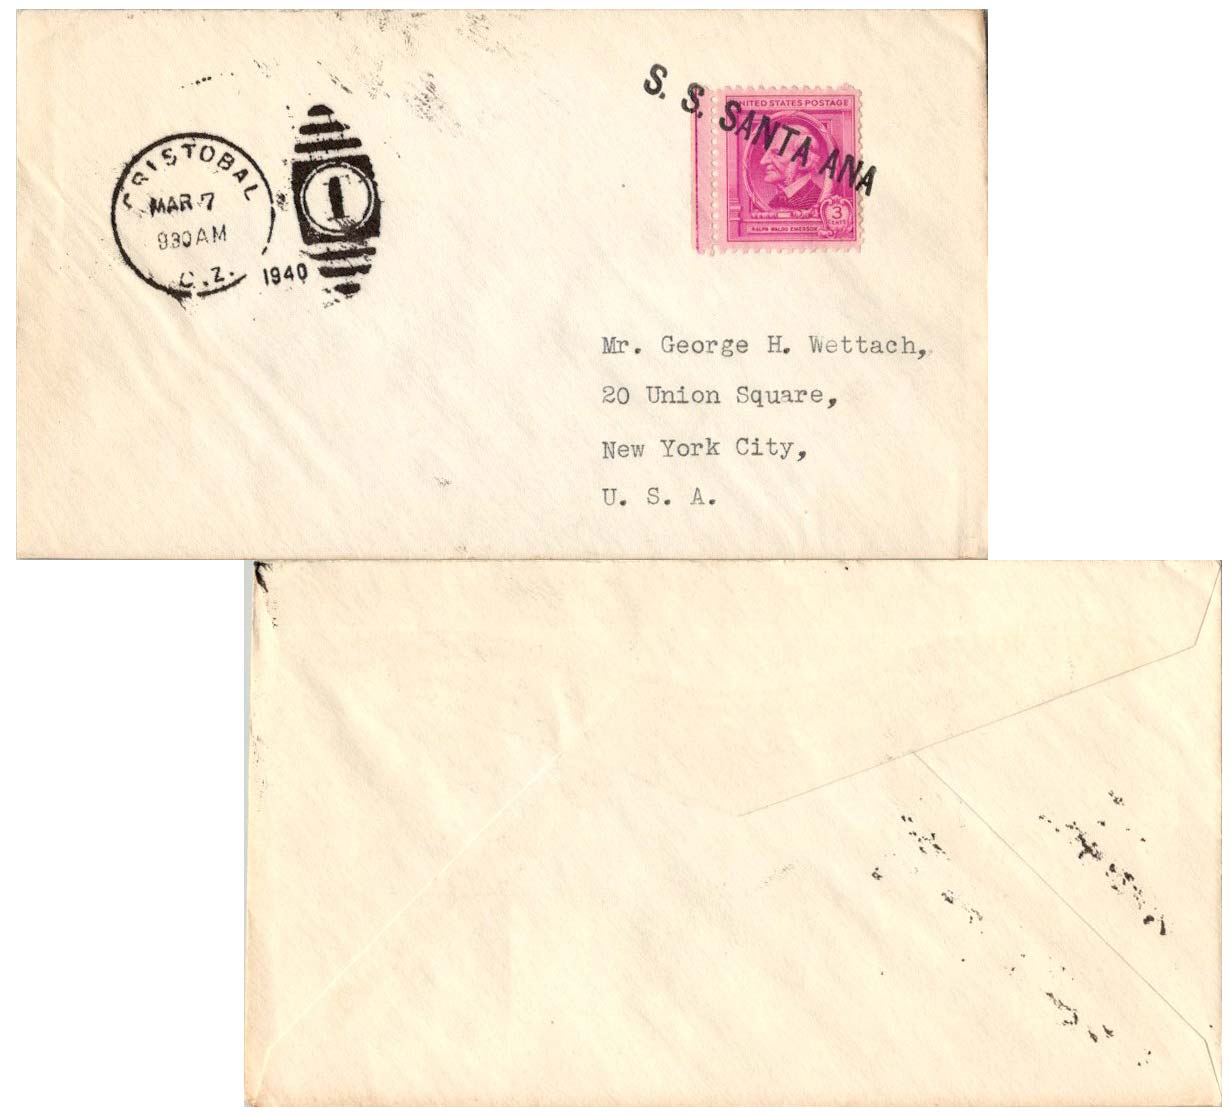 CRISTOBAL
MAR 7
930 AM
C.Z.
1940
1
S. S. SANTA ANA
UNITED STATES POSTAGE
3
CENTS
RALPH WALDO EMERSON
Mr. George H. Wettach,
20 Union Square,
New York City,
U. S. A.